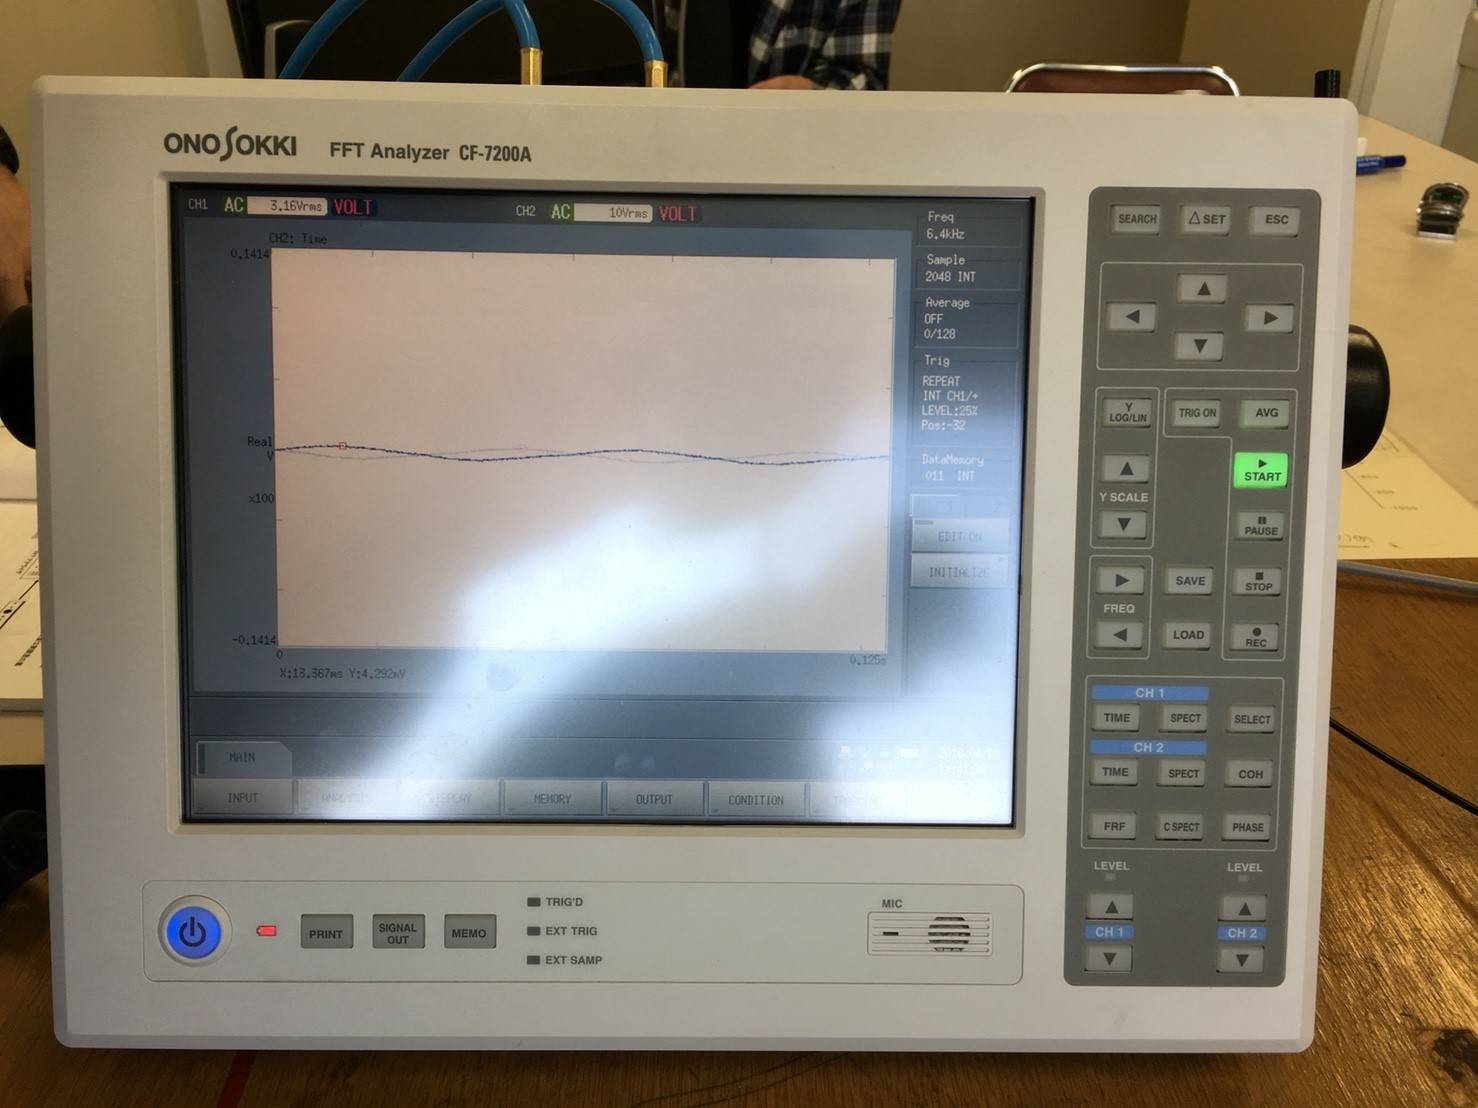 ONOSOKKI FFT Analyzer CF-7200A
CH1 AC 3.16Vrms VOLT CH2 AC 10Vrms VOLT
CH2: Time
0.1414
Real
V
x100
-0.1414
0 0.125s
X:13.367ms Y:4.292mV
Freq
6.4kHz
Sample
2048 INT
Average
OFF
0/128
Trig
REPEAT
INT CH1/+
LEVEL:25%
Pos:-32
DataMemory
011 INT
1 2
EDIT ON
INITIALIZE
MAIN
INPUT MEMORY OUTPUT CONDITION
SEARCH △SET ESC
▲
◀ ▶
▼
Y LOG/LIN TRIG ON AVG
▲ ▶ START
Y SCALE
▼ PAUSE
▶ SAVE STOP
FREQ
◀ LOAD REC
CH 1
TIME SPECT SELECT
CH 2
TIME SPECT COH
FRF C SPECT PHASE
LEVEL LEVEL
▲ ▲
CH 1 CH 2
▼ ▼
PRINT SIGNAL OUT MEMO
TRIG'D
EXT TRIG
EXT SAMP
MIC